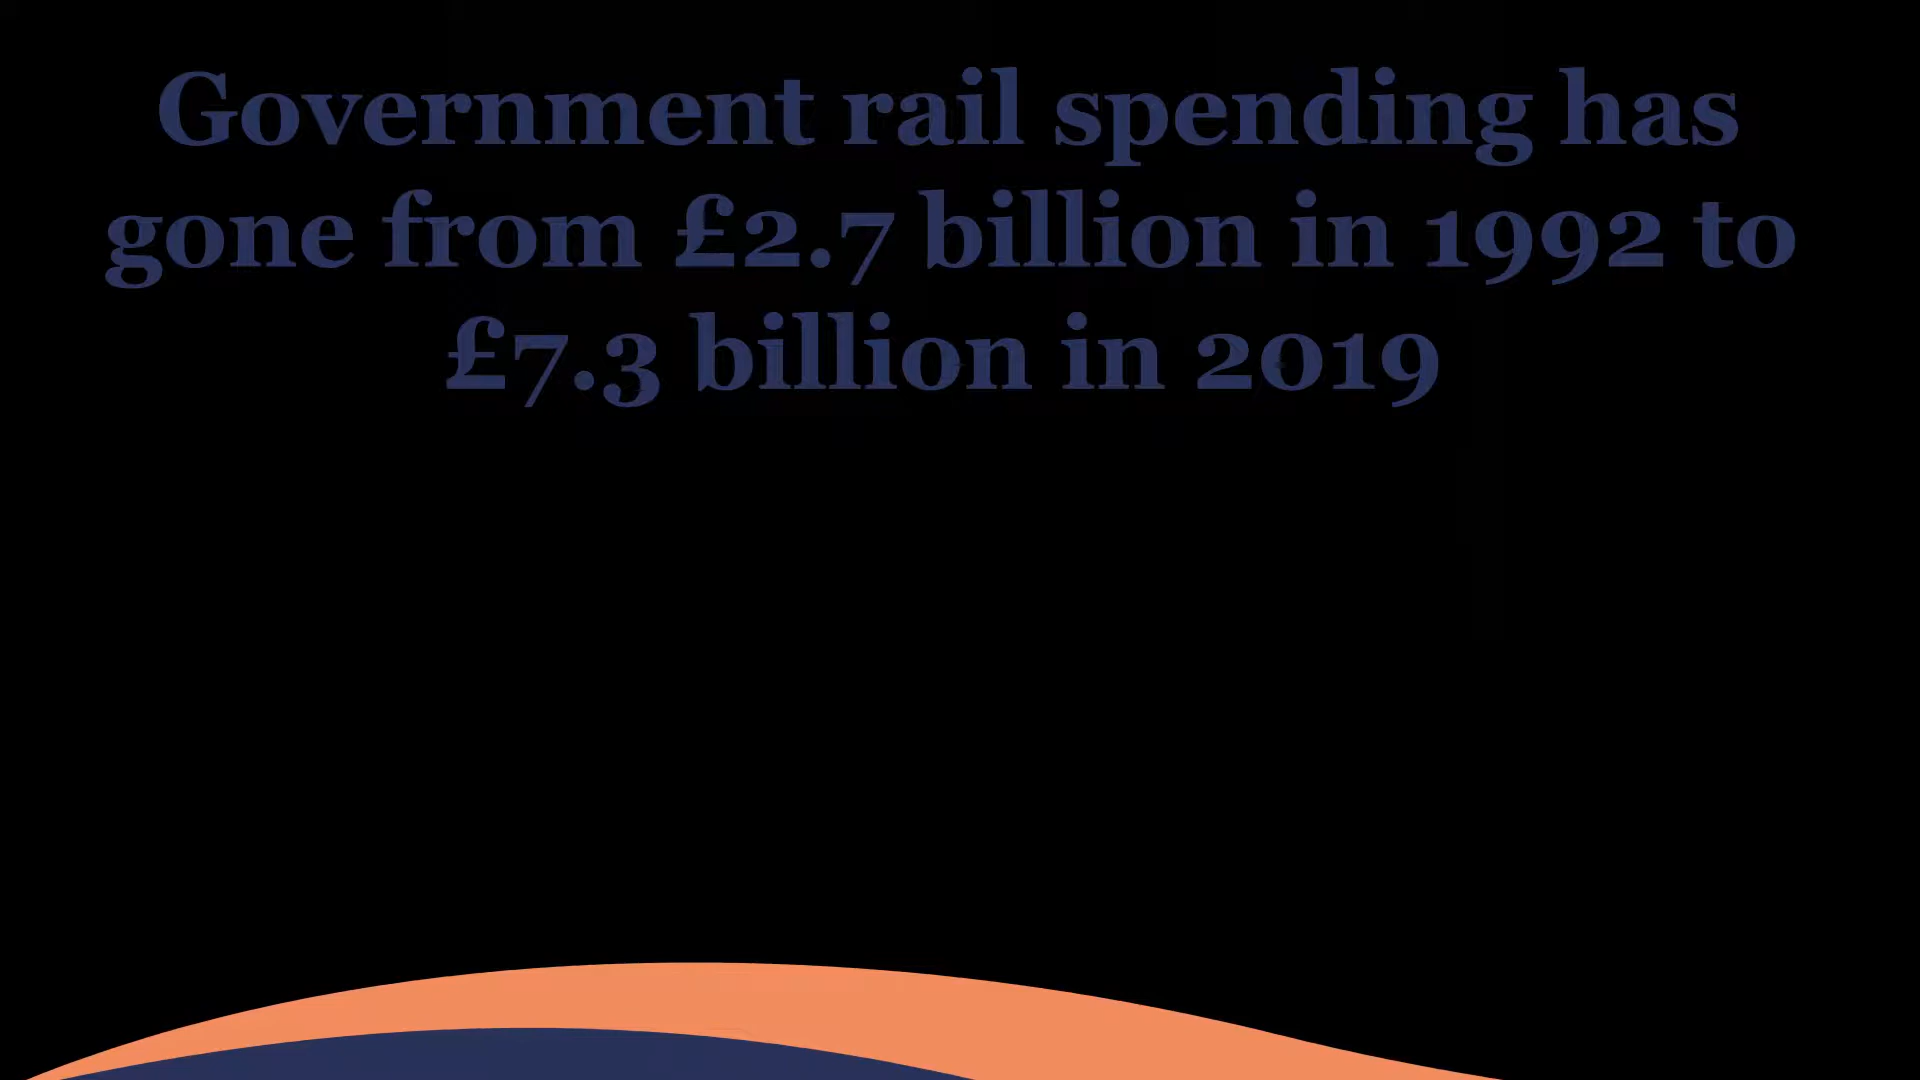 Government rail spending has
gone from £2.7 billion in 1992 to
£7.3 billion in 2019